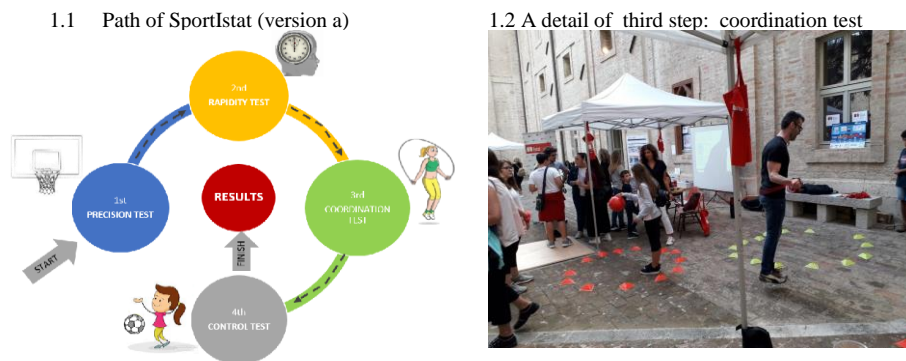 1.1 Path of SportIstat (version a)
1.2 A detail of third step: coordination test
2nd
RAPIDITY TEST
1st
PRECISION TEST
RESULTS
3rd
COORDINATION
TEST
START
FINISH
4th
CONTROL TEST